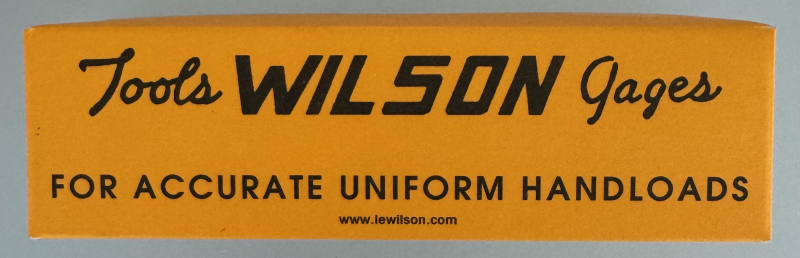 Tools WILSON Gages
FOR ACCURATE UNIFORM HANDLOADS
www.lewilson.com